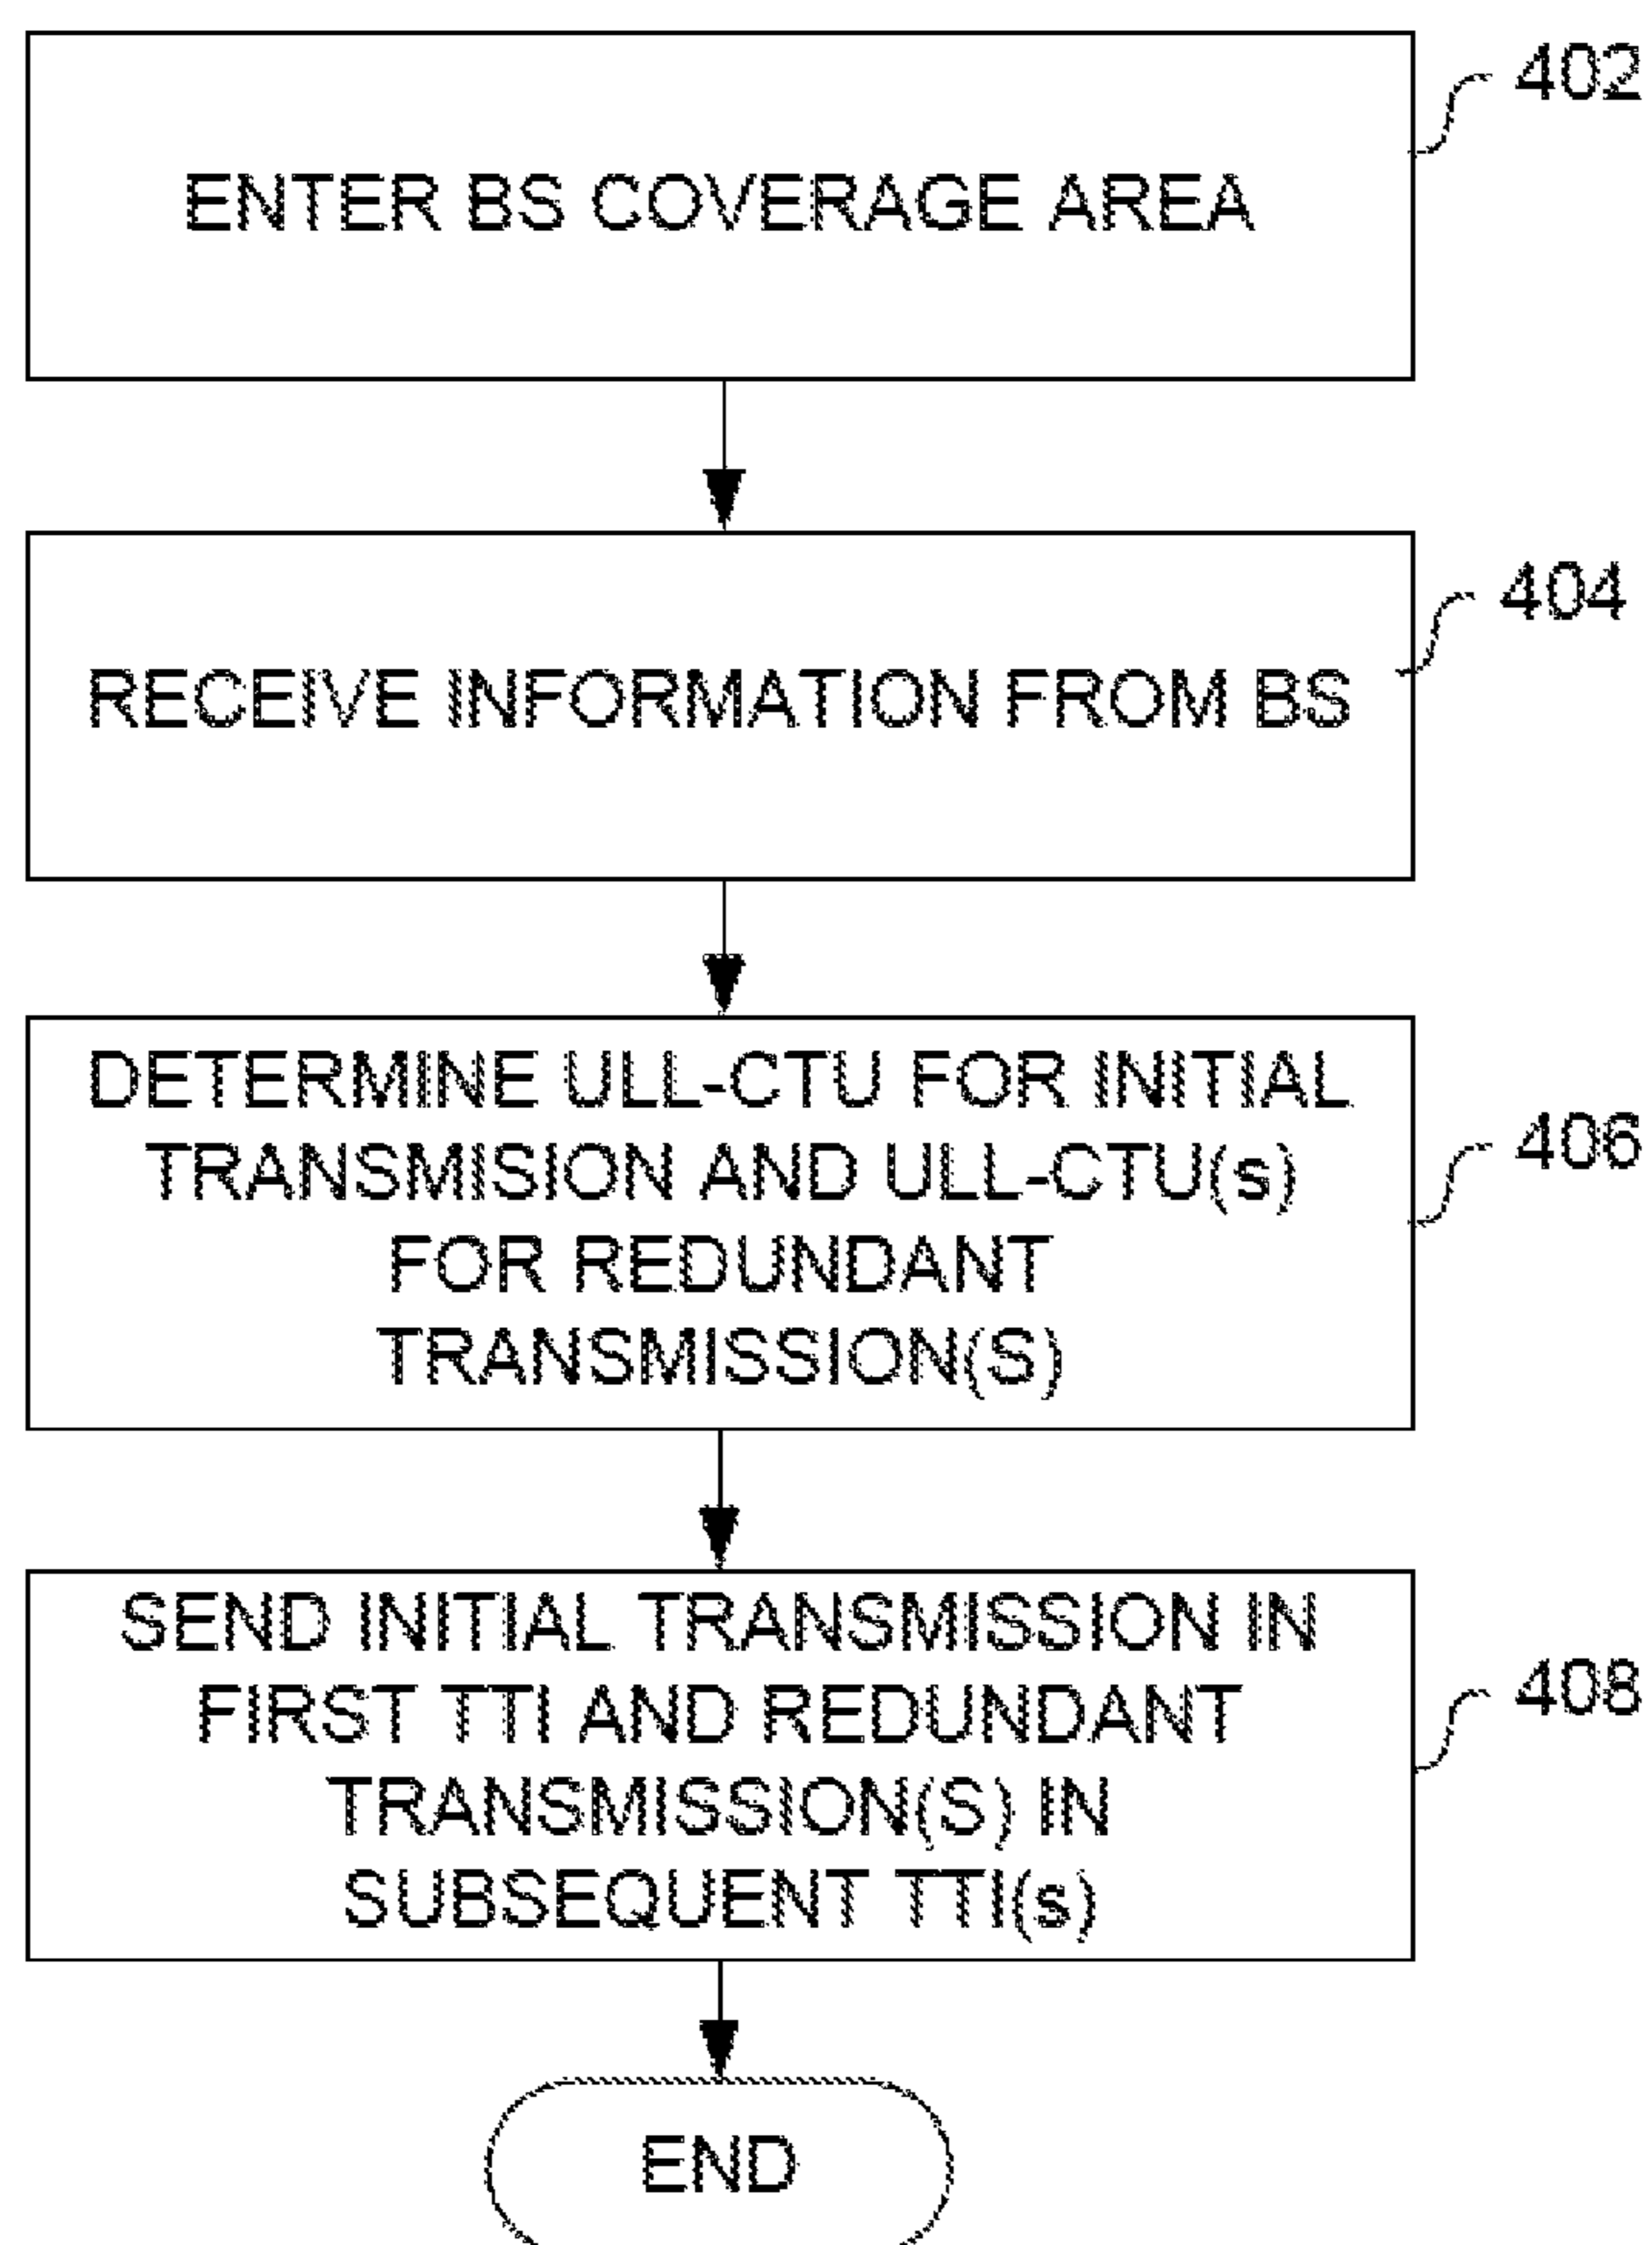 402
ENTER BS COVERAGE AREA
404
RECEIVE INFORMATION FROM BS
DETERMINE ULL-CTU FOR INITIAL
TRANSMISION AND ULL-CTU(s)
FOR REDUNDANT
TRANSMISSION(S)
406
SEND INITIAL TRANSMISSION IN
FIRST TTI AND REDUNDANT
TRANSMISSION(S) IN
SUBSEQUENT TTI(s)
408
END